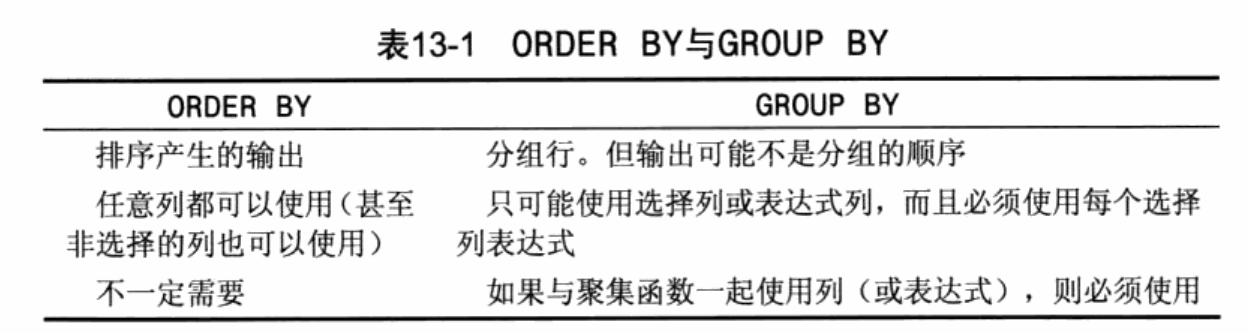 表13-1 ORDER BY与GROUP BY
ORDER BY GROUP BY
排序产生的输出 分组行。但输出可能不是分组的顺序
任意列都可以使用（甚至 只可能使用选择列或表达式列，而且必须使用每个选择
非选择的列也可以使用） 列表达式
不一定需要 如果与聚集函数一起使用列（或表达式），则必须使用